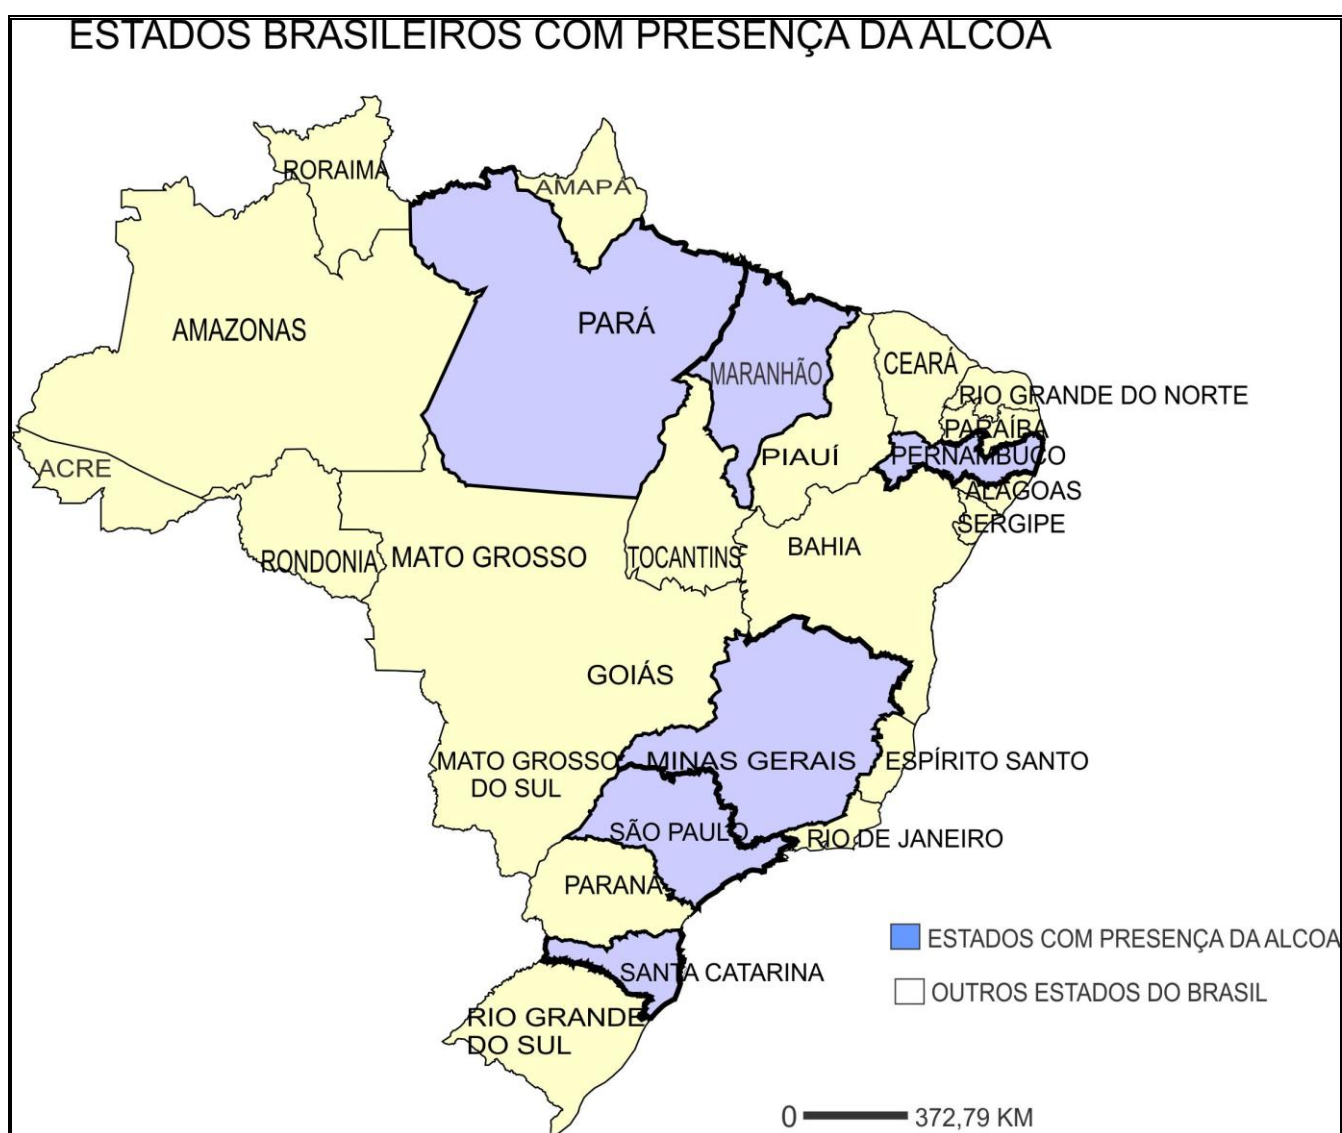 ESTADOS BRASILEIROS COM PRESENÇA DA ALCOA
RORAIMA
AMAPÁ
AMAZONAS
PARÁ
MARANHÃO
CEARÁ
RIO GRANDE DO NORTE
PARAÍBA
PERNAMBUCO
PIAUÍ
ACRE
ALAGOAS
SERGIPE
RONDONIA
MATO GROSSO
TOCANTINS
BAHIA
GOIÁS
MATO GROSSO
DO SUL
MINAS GERAIS
ESPÍRITO SANTO
SÃO PAULO
RIO DE JANEIRO
PARANÁ
SANTA CATARINA
RIO GRANDE
DO SUL
ESTADOS COM PRESENÇA DA ALCOA
OUTROS ESTADOS DO BRASIL
0 372,79 KM